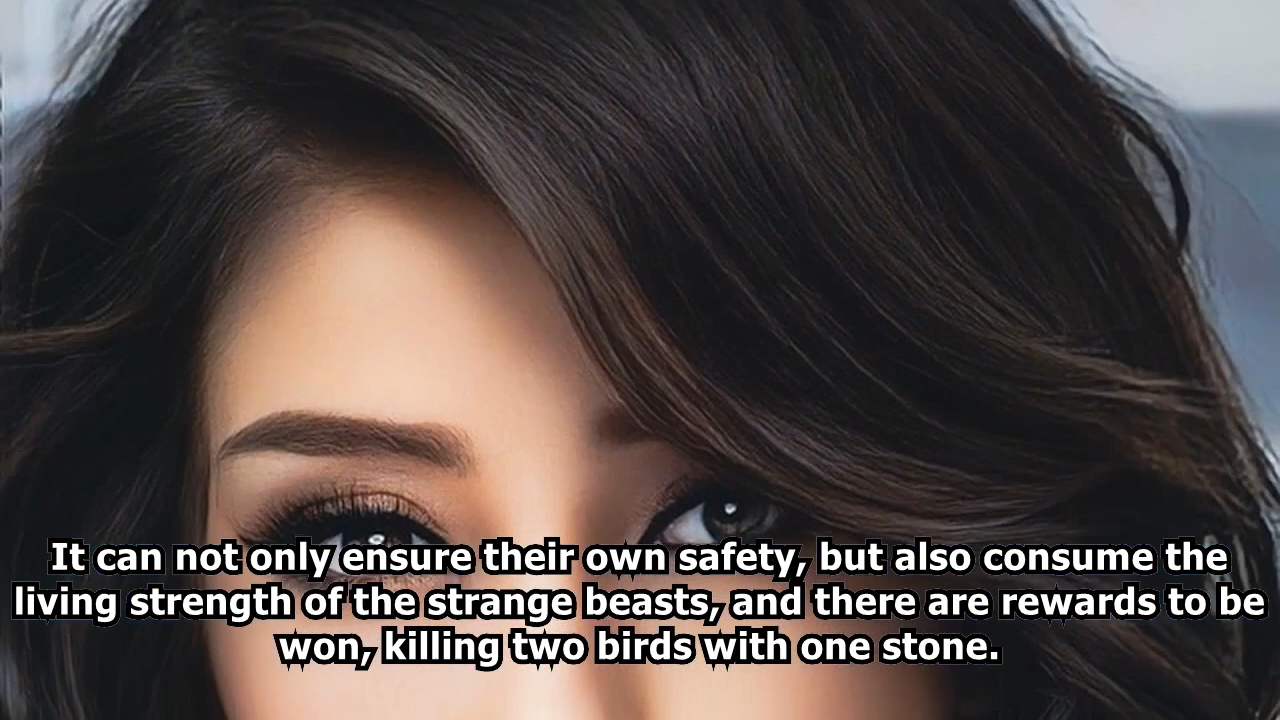 It can not only ensure their own safety, but also consume the
living strength of the strange beasts, and there are rewards to be
won, killing two birds with one stone.